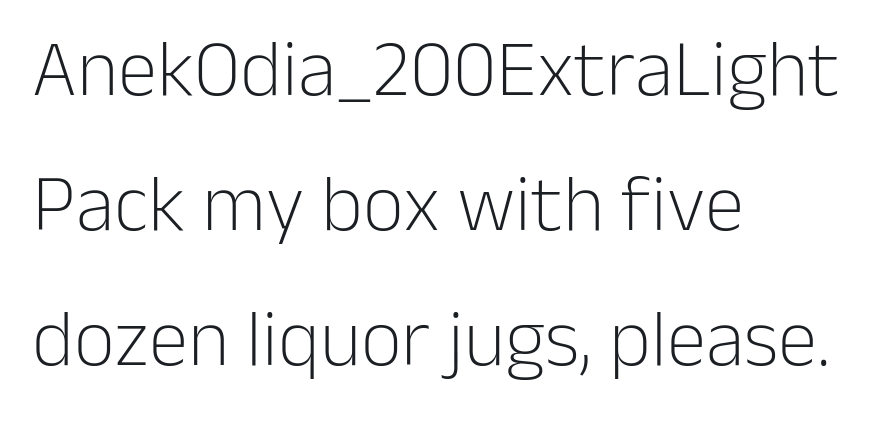 AnekOdia_200ExtraLight
Pack my box with five
dozen liquor jugs, please.